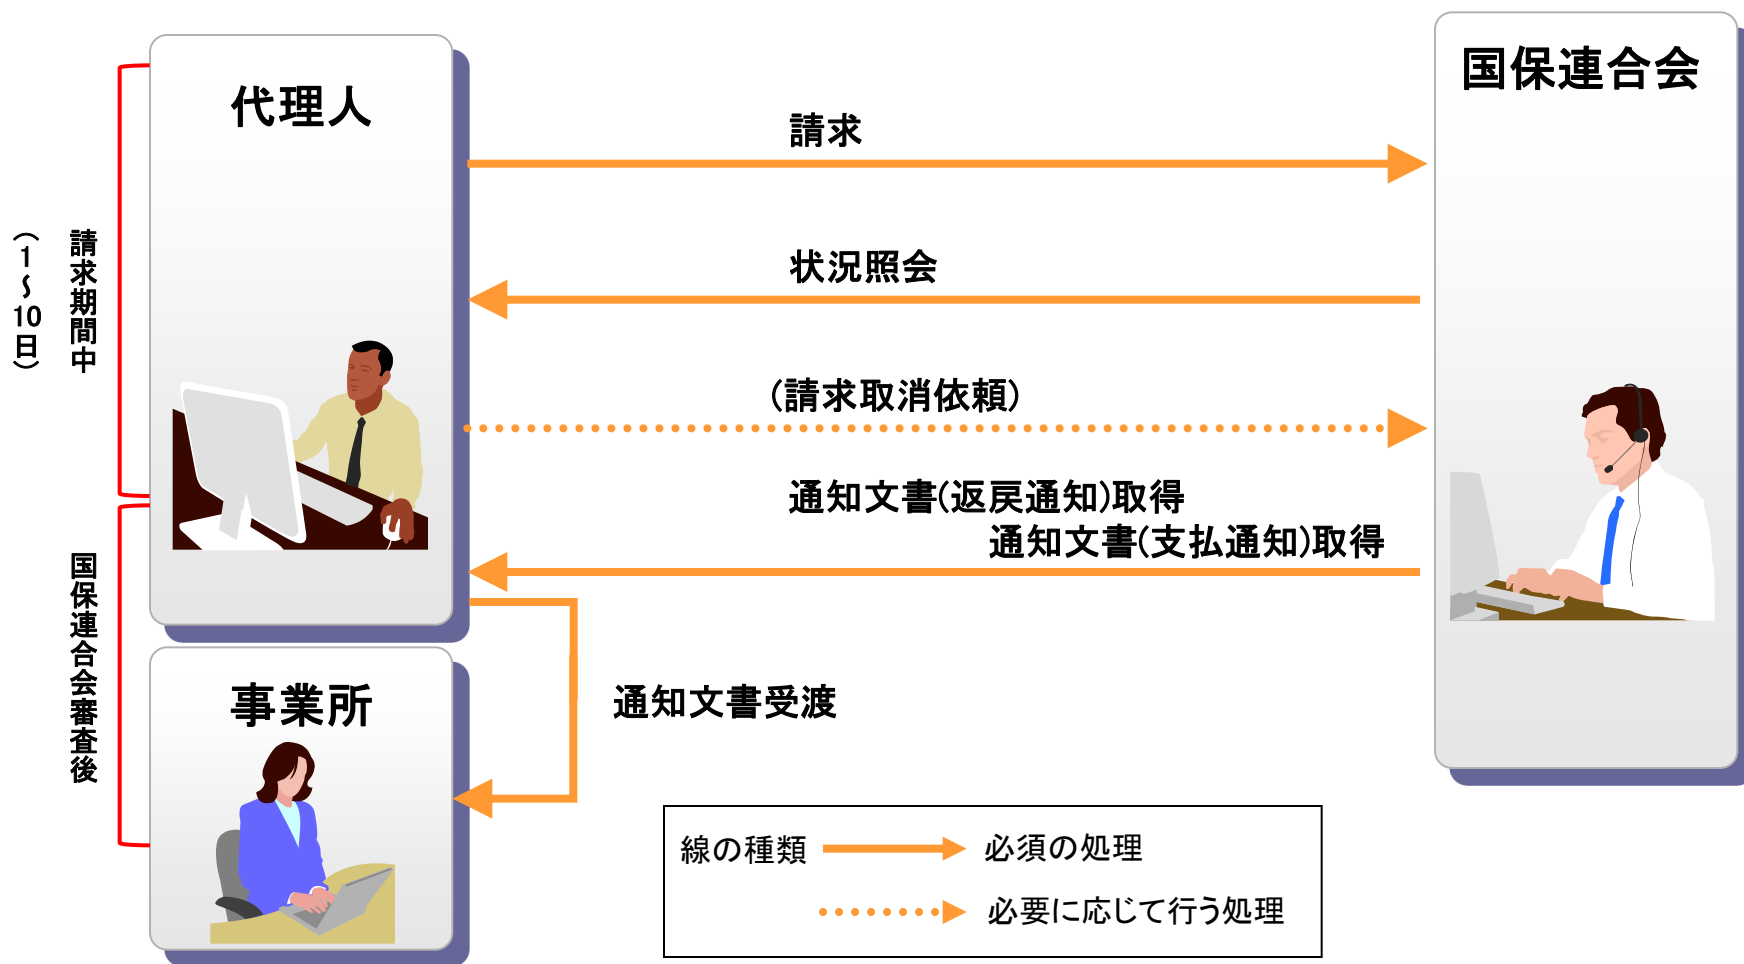 代理人
国保連合会
請求
状況照会
(請求取消依頼)
通知文書(返戻通知)取得
通知文書(支払通知)取得
請求期間中
（1～10日）
国保連合会審査後
事業所
通知文書受渡
線の種類
必須の処理
必要に応じて行う処理